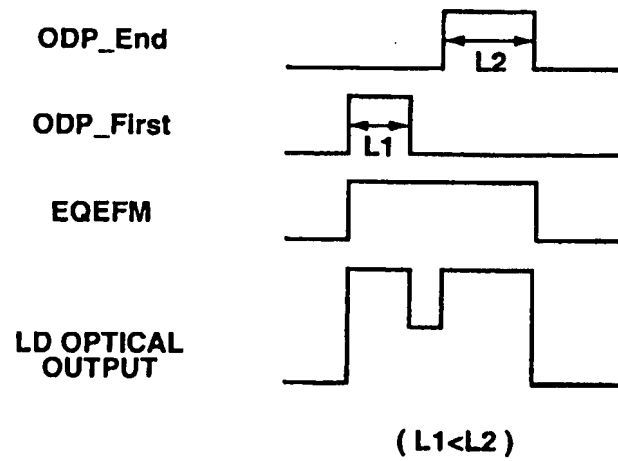 ODP_End
L2
ODP_First
L1
EQEFM
LD OPTICAL
OUTPUT
( L1<L2 )